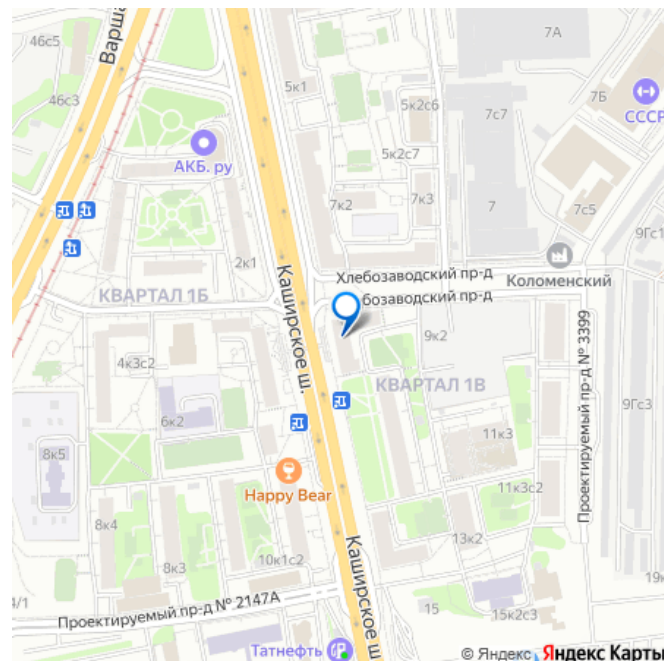 46с5
Варша
46с3
5к1
7А
7Б
СССР
5к2с6
7с7
АКБ. ру
5к2с7
7к2
7к3
7
7с5
9Гс1
2к1
Хлебозаводский пр-д
Коломенский
КВАРТАЛ 1Б
бозаводский пр-д
Каширское ш.
9к2
4к3с2
КВАРТАЛ 1В
Проектируемый пр-д № 3399
9Гс3
6к2
11к3
8к5
Happy Bear
11к3с2
8к4
8к3
10к1с2
13к2
Каширское ш
19к
4/1
Проектируемый пр-д № 2147А
15
15к2с3
Татнефть
© Яндекс Яндекс Карты